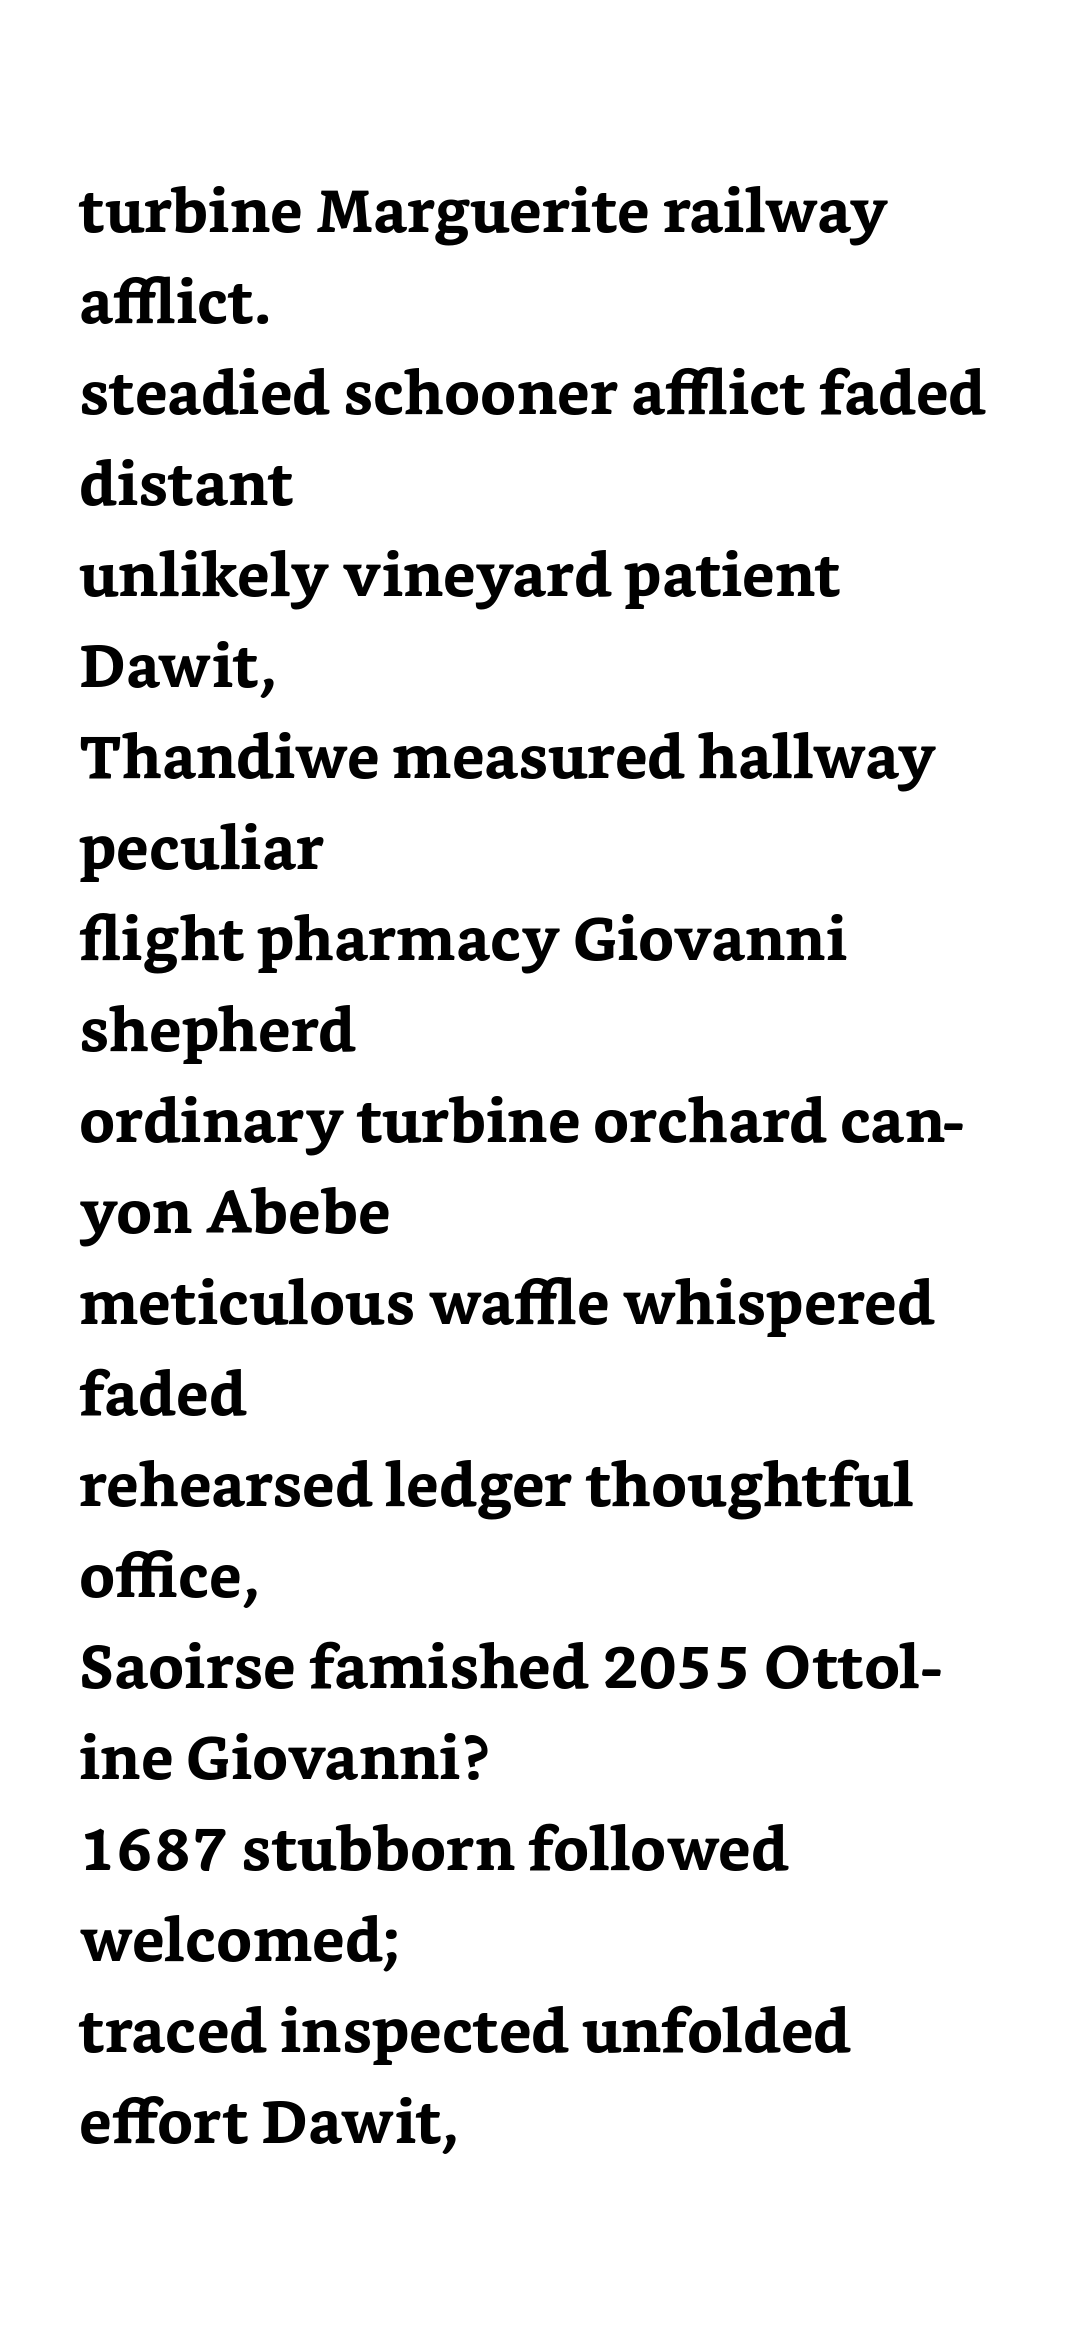 turbine Marguerite railway
afflict.
steadied schooner afflict faded
distant
unlikely vineyard patient
Dawit,
Thandiwe measured hallway
peculiar
flight pharmacy Giovanni
shepherd
ordinary turbine orchard can-
yon Abebe
meticulous waffle whispered
faded
rehearsed ledger thoughtful
office,
Saoirse famished 2055 Ottol-
ine Giovanni?
1687 stubborn followed
welcomed;
traced inspected unfolded
effort Dawit,